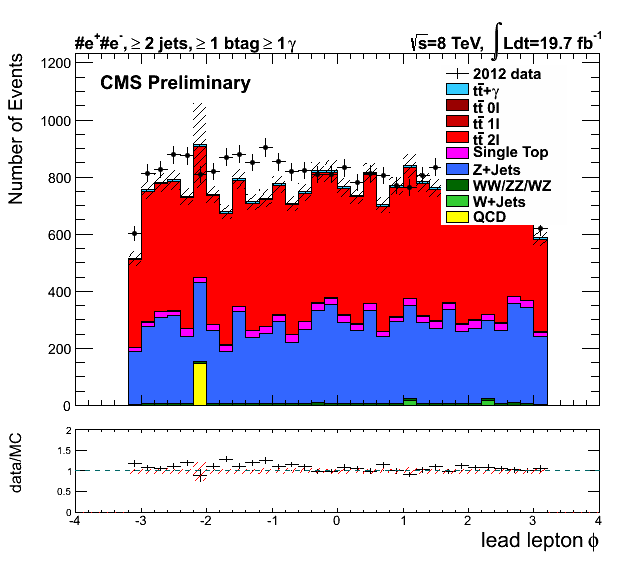 #e⁺#e⁻, ≥ 2 jets, ≥ 1 btag ≥ 1 γ
√s=8 TeV, ∫Ldt=19.7 fb⁻¹
Number of Events
CMS Preliminary
1200
1000
800
600
400
200
0
2012 data
tt̄+γ
tt̄ 0l
tt̄ 1l
tt̄ 2l
Single Top
Z+Jets
WW/ZZ/WZ
W+Jets
QCD
data/MC
2
1.5
1
0.5
0
-4 -3 -2 -1 0 1 2 3 4
lead lepton ϕ